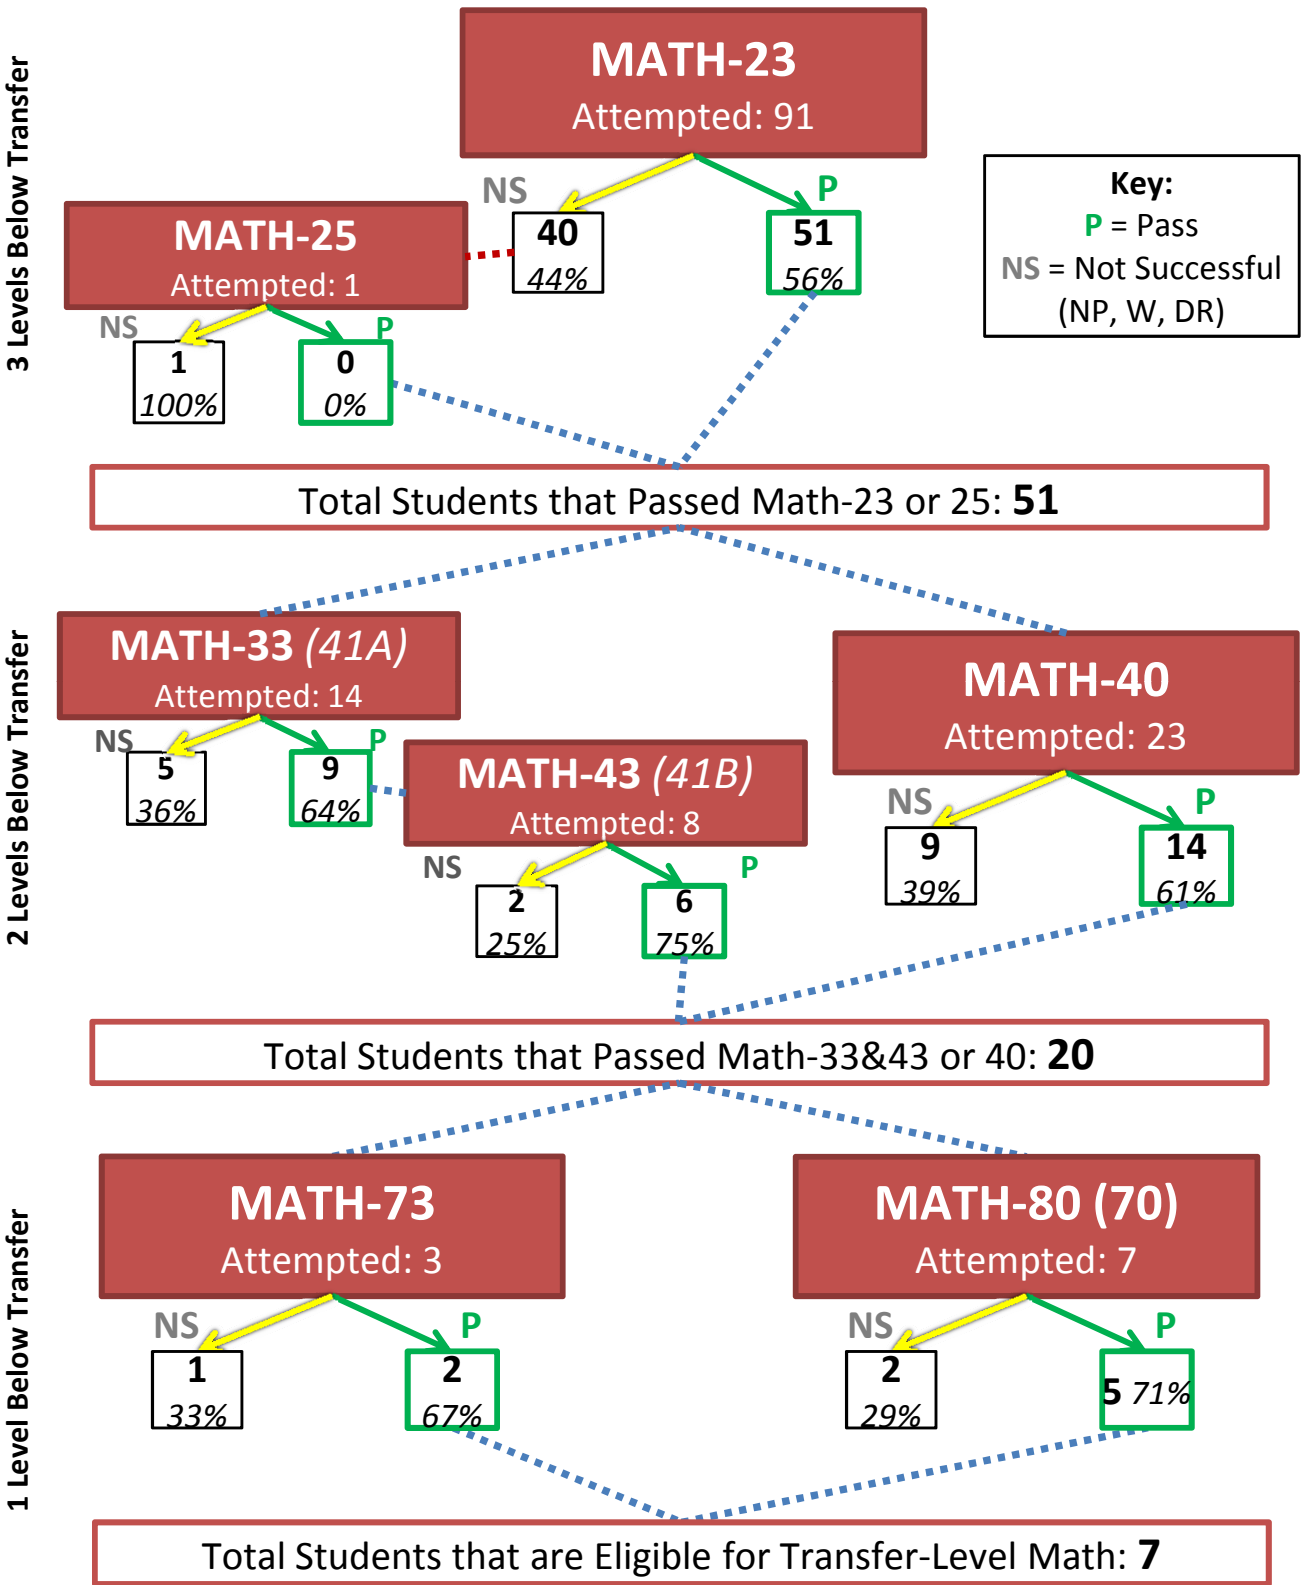 3 Levels Below Transfer
MATH-23
Attempted: 91
NS
P
40
44%
51
56%
Key:
P = Pass
NS = Not Successful
(NP, W, DR)
MATH-25
Attempted: 1
NS
P
1
100%
0
0%
Total Students that Passed Math-23 or 25: 51
2 Levels Below Transfer
MATH-33 (41A)
Attempted: 14
NS
P
5
36%
9
64%
MATH-43 (41B)
Attempted: 8
NS
P
2
25%
6
75%
MATH-40
Attempted: 23
NS
P
9
39%
14
61%
Total Students that Passed Math-33&43 or 40: 20
1 Level Below Transfer
MATH-73
Attempted: 3
NS
P
1
33%
2
67%
MATH-80 (70)
Attempted: 7
NS
P
2
29%
5 71%
Total Students that are Eligible for Transfer-Level Math: 7